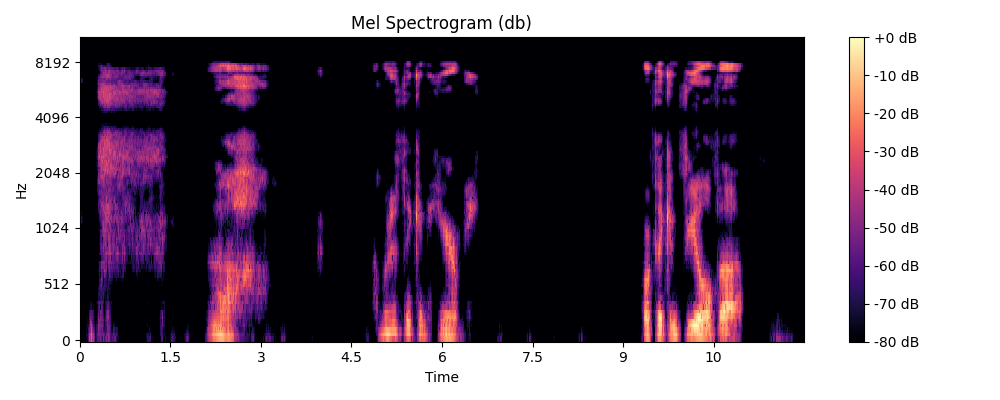 Mel Spectrogram (db)
8192
4096
2048
1024
512
0
Hz
0 1.5 3 4.5 6 7.5 9 10
Time
+0 dB
-10 dB
-20 dB
-30 dB
-40 dB
-50 dB
-60 dB
-70 dB
-80 dB